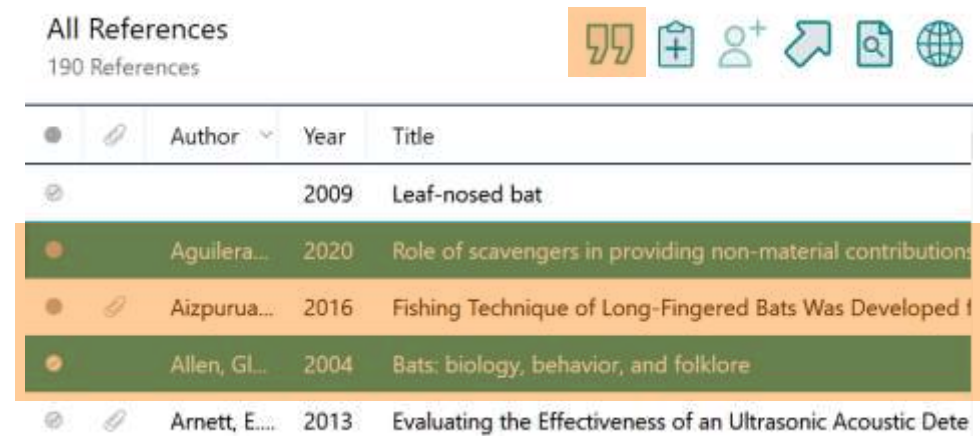 All References
190 References
Author Year Title
2009 Leaf-nosed bat
Aguilera... 2020 Role of scavengers in providing non-material contributions
Aizpurua... 2016 Fishing Technique of Long-Fingered Bats Was Developed f
Allen, Gl... 2004 Bats: biology, behavior, and folklore
Arnett, E.... 2013 Evaluating the Effectiveness of an Ultrasonic Acoustic Dete